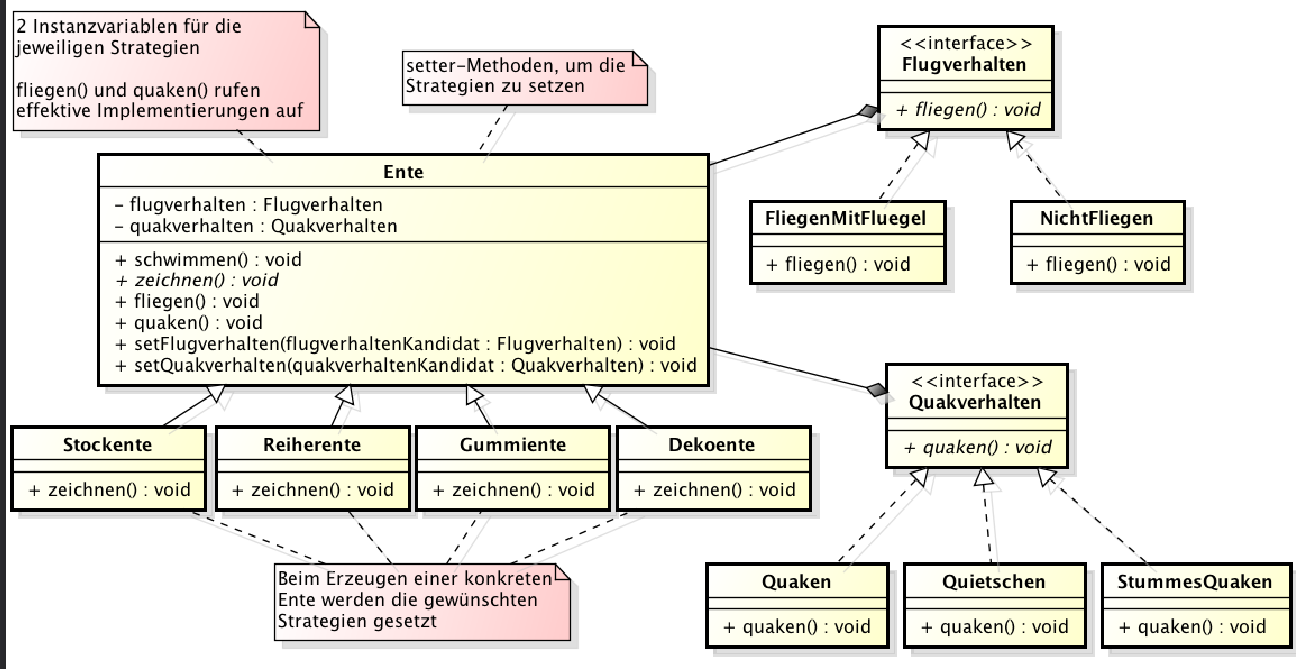 2 Instanzvariablen für die
jeweiligen Strategien
fliegen() und quaken() rufen
effektive Implementierungen auf
setter-Methoden, um die
Strategien zu setzen
<<interface>>
Flugverhalten
+ fliegen() : void
Ente
- flugverhalten : Flugverhalten
- quakverhalten : Quakverhalten
+ schwimmen() : void
+ zeichnen() : void
+ fliegen() : void
+ quaken() : void
+ setFlugverhalten(flugverhaltenKandidat : Flugverhalten) : void
+ setQuakverhalten(quakverhaltenKandidat : Quakverhalten) : void
FliegenMitFluegel
+ fliegen() : void
NichtFliegen
+ fliegen() : void
<<interface>>
Quakverhalten
+ quaken() : void
Stockente
+ zeichnen() : void
Reiherente
+ zeichnen() : void
Gummiente
+ zeichnen() : void
Dekoente
+ zeichnen() : void
Beim Erzeugen einer konkreten
Ente werden die gewünschten
Strategien gesetzt
Quaken
+ quaken() : void
Quietschen
+ quaken() : void
StummesQuaken
+ quaken() : void